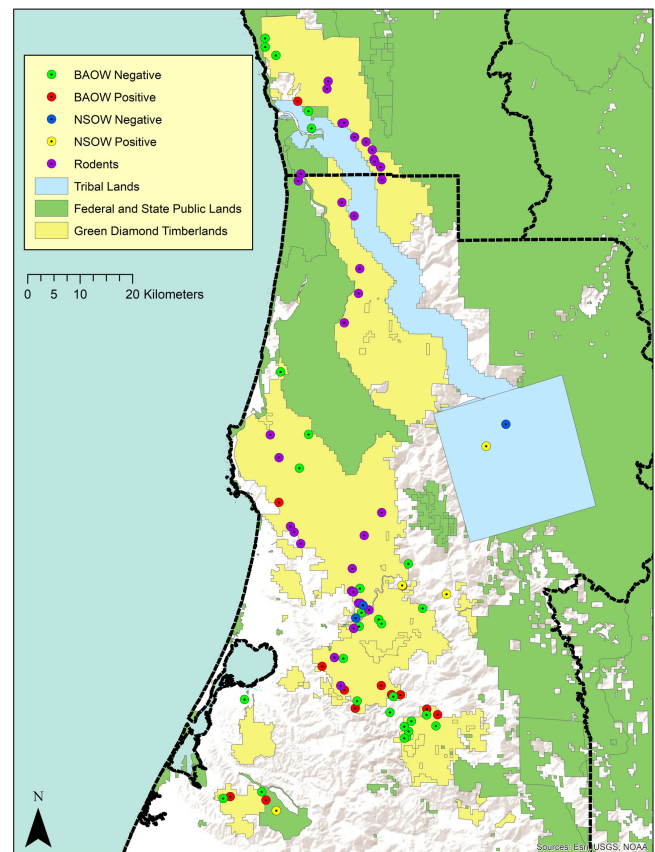 BAOW Negative
BAOW Positive
NSOW Negative
NSOW Positive
Rodents
Tribal Lands
Federal and State Public Lands
Green Diamond Timberlands
0 5 10 20 Kilometers
N
Sources: Esri, USGS, NOAA